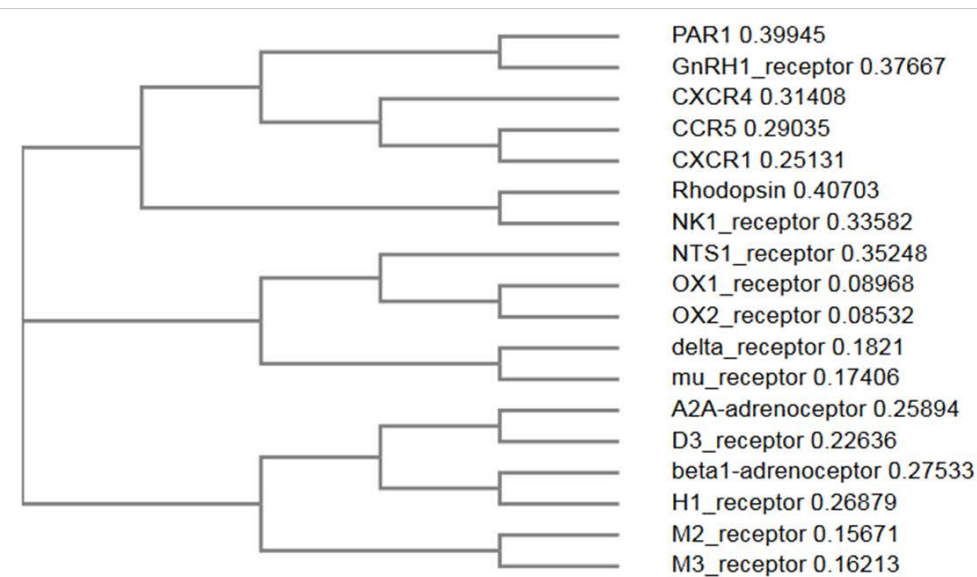 PAR1 0.39945
GnRH1_receptor 0.37667
CXCR4 0.31408
CCR5 0.29035
CXCR1 0.25131
Rhodopsin 0.40703
NK1_receptor 0.33582
NTS1_receptor 0.35248
OX1_receptor 0.08968
OX2_receptor 0.08532
delta_receptor 0.1821
mu_receptor 0.17406
A2A-adrenoceptor 0.25894
D3_receptor 0.22636
beta1-adrenoceptor 0.27533
H1_receptor 0.26879
M2_receptor 0.15671
M3_receptor 0.16213